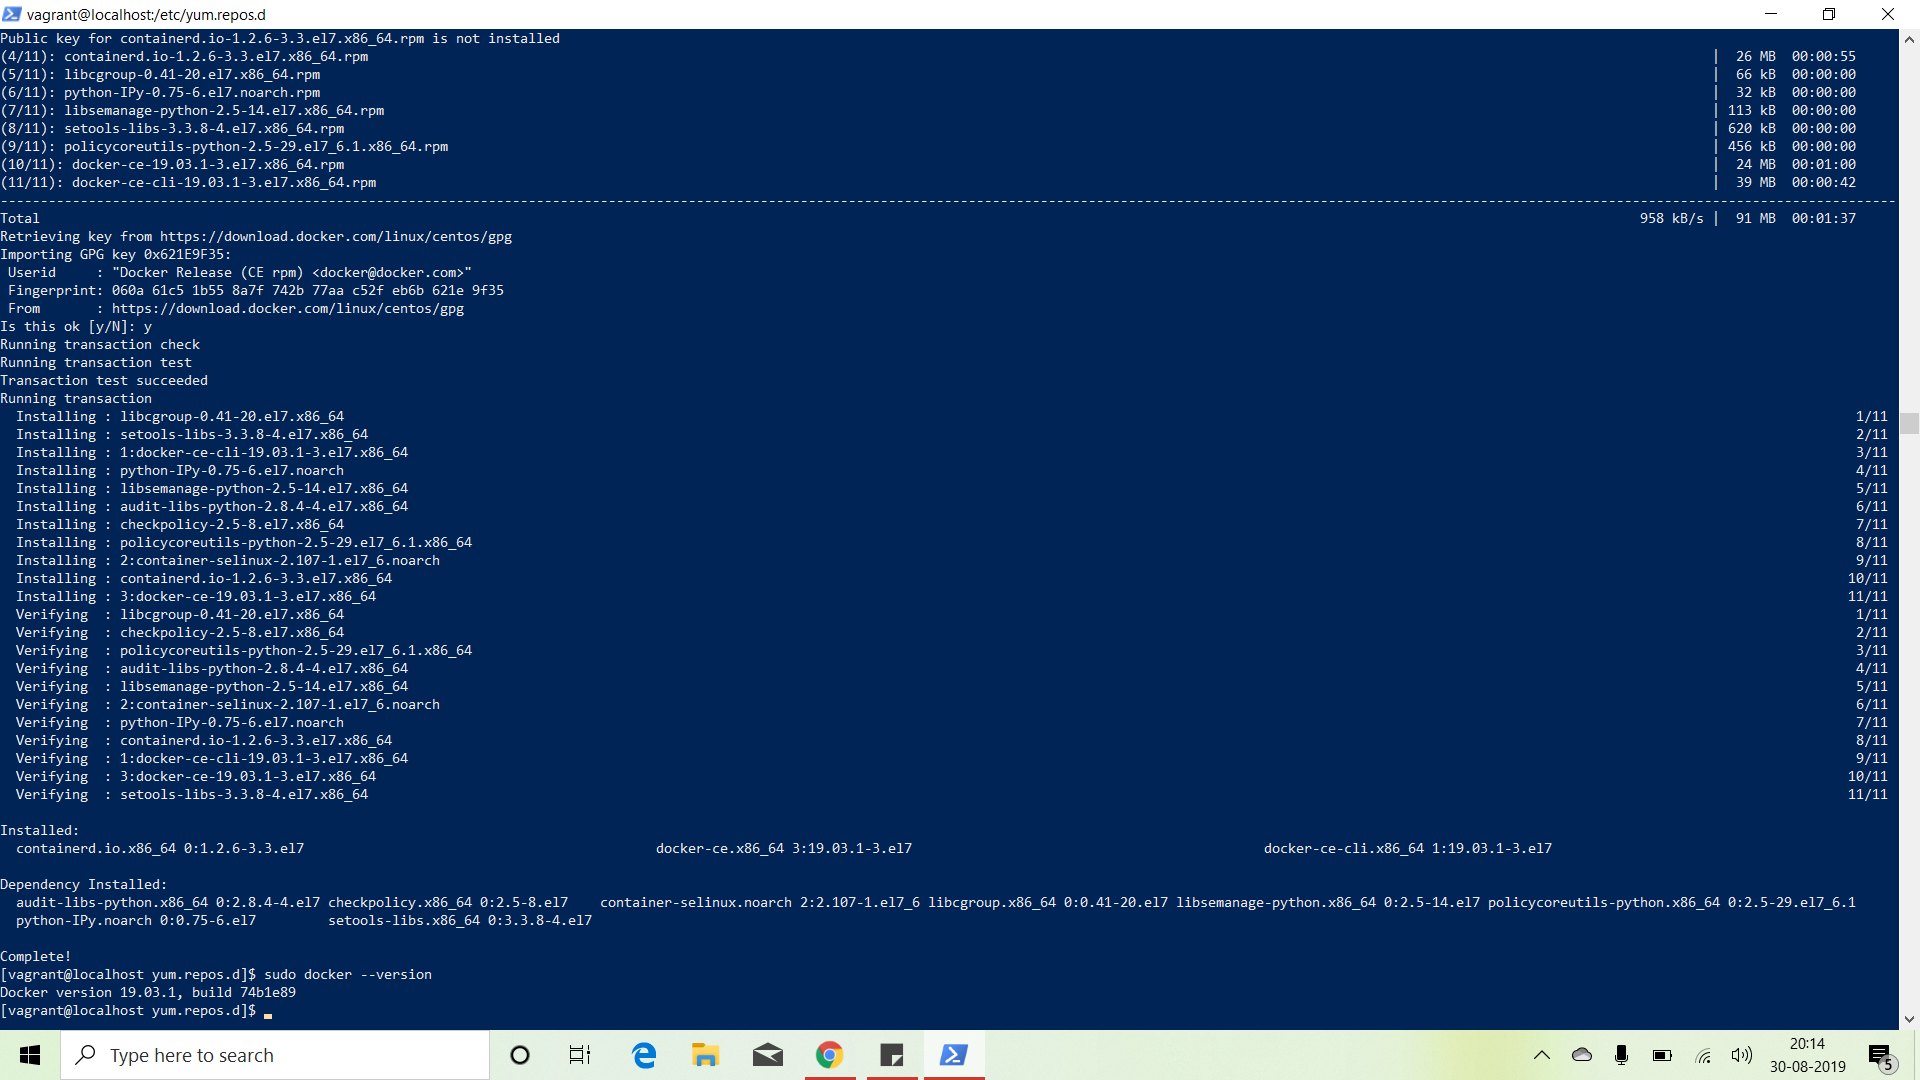 vagrant@localhost:/etc/yum.repos.d
Public key for containerd.io-1.2.6-3.3.el7.x86_64.rpm is not installed
(4/11): containerd.io-1.2.6-3.3.el7.x86_64.rpm | 26 MB 00:00:55
(5/11): libcgroup-0.41-20.el7.x86_64.rpm | 66 kB 00:00:00
(6/11): python-IPy-0.75-6.el7.noarch.rpm | 32 kB 00:00:00
(7/11): libsemanage-python-2.5-14.el7.x86_64.rpm | 113 kB 00:00:00
(8/11): setools-libs-3.3.8-4.el7.x86_64.rpm | 620 kB 00:00:00
(9/11): policycoreutils-python-2.5-29.el7_6.1.x86_64.rpm | 456 kB 00:00:00
(10/11): docker-ce-19.03.1-3.el7.x86_64.rpm | 24 MB 00:01:00
(11/11): docker-ce-cli-19.03.1-3.el7.x86_64.rpm | 39 MB 00:00:42
Total 958 kB/s | 91 MB 00:01:37
Retrieving key from https://download.docker.com/linux/centos/gpg
Importing GPG key 0x621E9F35:
Userid : "Docker Release (CE rpm) <docker@docker.com>"
Fingerprint: 060a 61c5 1b55 8a7f 742b 77aa c52f eb6b 621e 9f35
From : https://download.docker.com/linux/centos/gpg
Is this ok [y/N]: y
Running transaction check
Running transaction test
Transaction test succeeded
Running transaction
Installing : libcgroup-0.41-20.el7.x86_64 1/11
Installing : setools-libs-3.3.8-4.el7.x86_64 2/11
Installing : 1:docker-ce-cli-19.03.1-3.el7.x86_64 3/11
Installing : python-IPy-0.75-6.el7.noarch 4/11
Installing : libsemanage-python-2.5-14.el7.x86_64 5/11
Installing : audit-libs-python-2.8.4-4.el7.x86_64 6/11
Installing : checkpolicy-2.5-8.el7.x86_64 7/11
Installing : policycoreutils-python-2.5-29.el7_6.1.x86_64 8/11
Installing : 2:container-selinux-2.107-1.el7_6.noarch 9/11
Installing : containerd.io-1.2.6-3.3.el7.x86_64 10/11
Installing : 3:docker-ce-19.03.1-3.el7.x86_64 11/11
Verifying : libcgroup-0.41-20.el7.x86_64 1/11
Verifying : checkpolicy-2.5-8.el7.x86_64 2/11
Verifying : policycoreutils-python-2.5-29.el7_6.1.x86_64 3/11
Verifying : audit-libs-python-2.8.4-4.el7.x86_64 4/11
Verifying : libsemanage-python-2.5-14.el7.x86_64 5/11
Verifying : 2:container-selinux-2.107-1.el7_6.noarch 6/11
Verifying : python-IPy-0.75-6.el7.noarch 7/11
Verifying : containerd.io-1.2.6-3.3.el7.x86_64 8/11
Verifying : 1:docker-ce-cli-19.03.1-3.el7.x86_64 9/11
Verifying : 3:docker-ce-19.03.1-3.el7.x86_64 10/11
Verifying : setools-libs-3.3.8-4.el7.x86_64 11/11
Installed:
containerd.io.x86_64 0:1.2.6-3.3.el7 docker-ce.x86_64 3:19.03.1-3.el7 docker-ce-cli.x86_64 1:19.03.1-3.el7
Dependency Installed:
audit-libs-python.x86_64 0:2.8.4-4.el7 checkpolicy.x86_64 0:2.5-8.el7 container-selinux.noarch 2:2.107-1.el7_6 libcgroup.x86_64 0:0.41-20.el7 libsemanage-python.x86_64 0:2.5-14.el7 policycoreutils-python.x86_64 0:2.5-29.el7_6.1
python-IPy.noarch 0:0.75-6.el7 setools-libs.x86_64 0:3.3.8-4.el7
Complete!
[vagrant@localhost yum.repos.d]$ sudo docker --version
Docker version 19.03.1, build 74b1e89
[vagrant@localhost yum.repos.d]$
Type here to search
20:14
30-08-2019
5